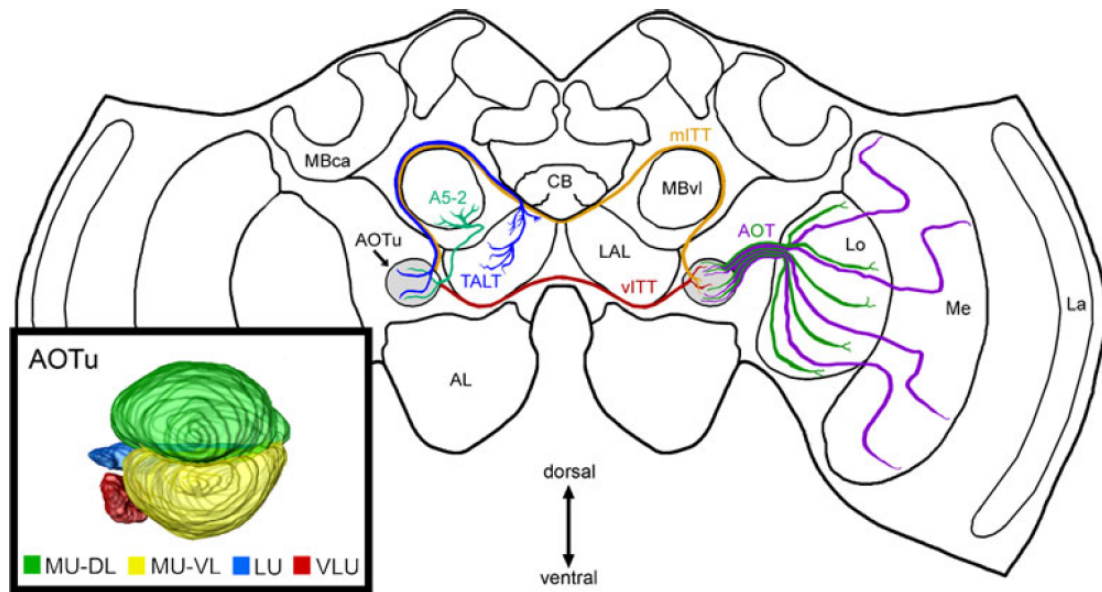 mITT
MBca
CB
MBvl
A5-2
AOTu
AOT
Lo
LAL
TALT
vITT
Me
La
AOTu
AL
dorsal
MU-DL MU-VL LU VLU
ventral